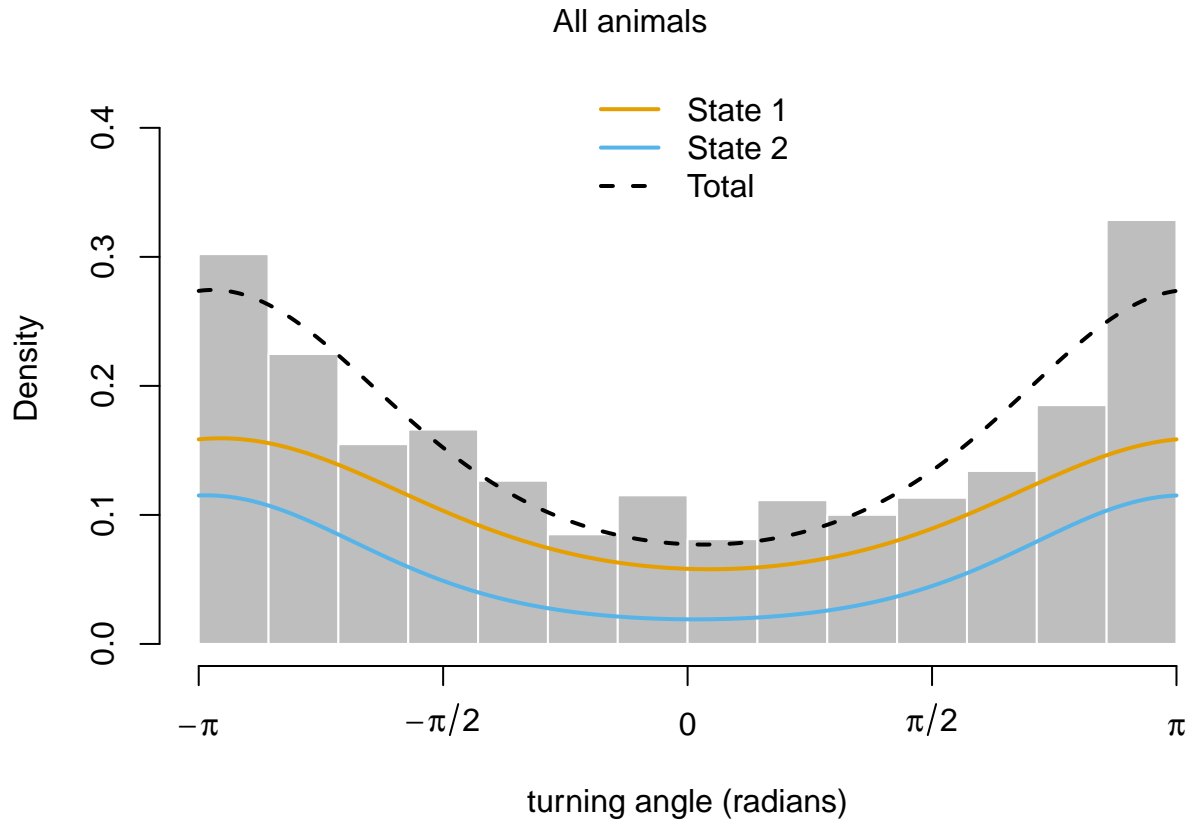 All animals
State 1
State 2
Total
Density
0.4
0.3
0.2
0.1
0.0
−π
−π/2
0
π/2
π
turning angle (radians)